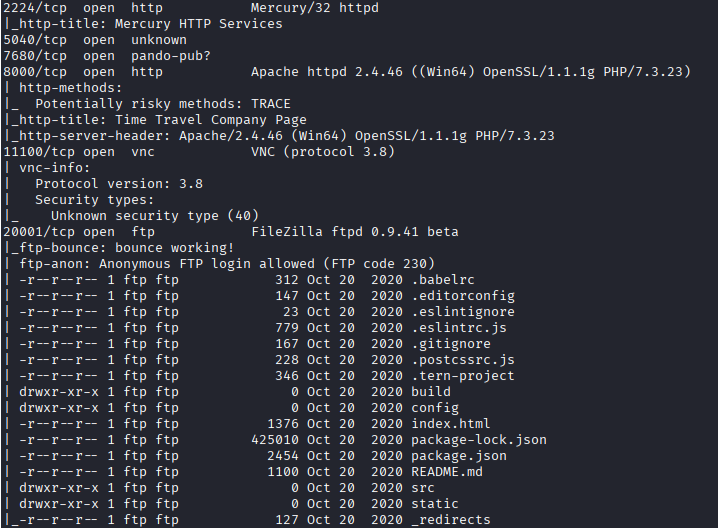 2224/tcp  open  http           Mercury/32 httpd
|_http-title: Mercury HTTP Services
5040/tcp  open  unknown
7680/tcp  open  pando-pub?
8000/tcp  open  http           Apache httpd 2.4.46 ((Win64) OpenSSL/1.1.1g PHP/7.3.23)
| http-methods:
|_  Potentially risky methods: TRACE
|_http-title: Time Travel Company Page
|_http-server-header: Apache/2.4.46 (Win64) OpenSSL/1.1.1g PHP/7.3.23
11100/tcp open  vnc            VNC (protocol 3.8)
| vnc-info:
|   Protocol version: 3.8
|   Security types:
|_    Unknown security type (40)
20001/tcp open  ftp            FileZilla ftpd 0.9.41 beta
|_ftp-bounce: bounce working!
| ftp-anon: Anonymous FTP login allowed (FTP code 230)
| -r--r--r-- 1 ftp ftp            312 Oct 20  2020 .babelrc
| -r--r--r-- 1 ftp ftp            147 Oct 20  2020 .editorconfig
| -r--r--r-- 1 ftp ftp             23 Oct 20  2020 .eslintignore
| -r--r--r-- 1 ftp ftp            779 Oct 20  2020 .eslintrc.js
| -r--r--r-- 1 ftp ftp            167 Oct 20  2020 .gitignore
| -r--r--r-- 1 ftp ftp            228 Oct 20  2020 .postcssrc.js
| -r--r--r-- 1 ftp ftp            346 Oct 20  2020 .tern-project
| drwxr-xr-x 1 ftp ftp              0 Oct 20  2020 build
| drwxr-xr-x 1 ftp ftp              0 Oct 20  2020 config
| -r--r--r-- 1 ftp ftp           1376 Oct 20  2020 index.html
| -r--r--r-- 1 ftp ftp         425010 Oct 20  2020 package-lock.json
| -r--r--r-- 1 ftp ftp           2454 Oct 20  2020 package.json
| -r--r--r-- 1 ftp ftp           1100 Oct 20  2020 README.md
| drwxr-xr-x 1 ftp ftp              0 Oct 20  2020 src
| drwxr-xr-x 1 ftp ftp              0 Oct 20  2020 static
|_-r--r--r-- 1 ftp ftp            127 Oct 20  2020 _redirects